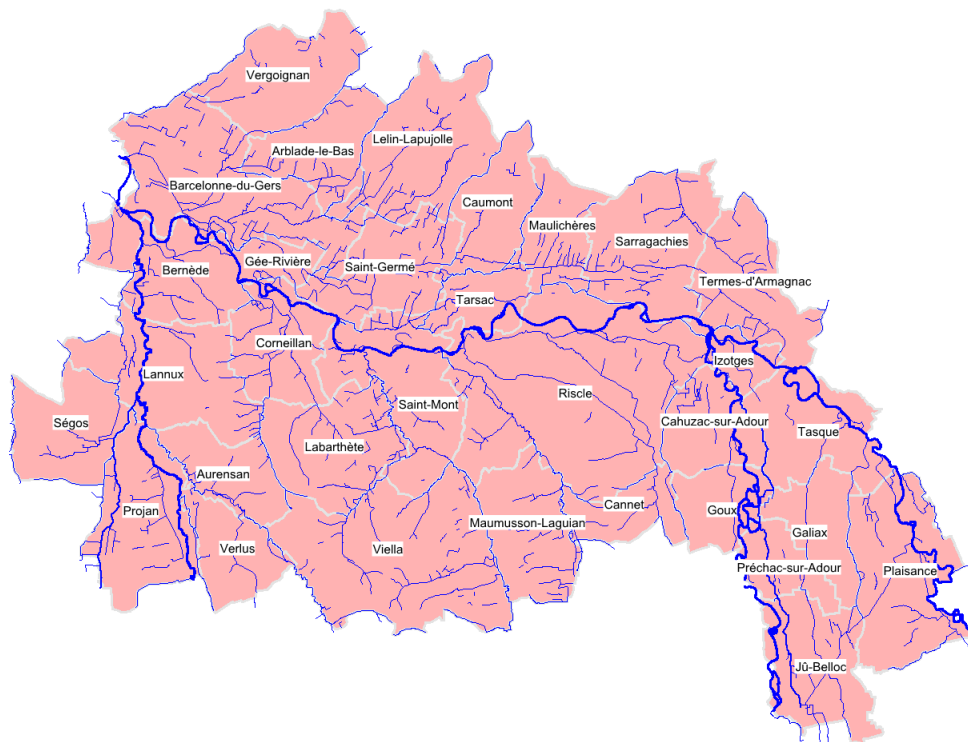 Vergoignan
Lelin-Lapujolle
Arblade-le-Bas
Barcelonne-du-Gers
Caumont
Maulichères
Sarragachies
Gée-Rivière
Bernède
Saint-Germé
Termes-d'Armagnac
Tarsac
Corneillan
Izotges
Lannux
Riscle
Saint-Mont
Ségos
Cahuzac-sur-Adour
Tasque
Labarthète
Aurensan
Cannet
Projan
Goux
Maumusson-Laguian
Galiax
Verlus
Viella
Préchac-sur-Adour
Plaisance
Jû-Belloc